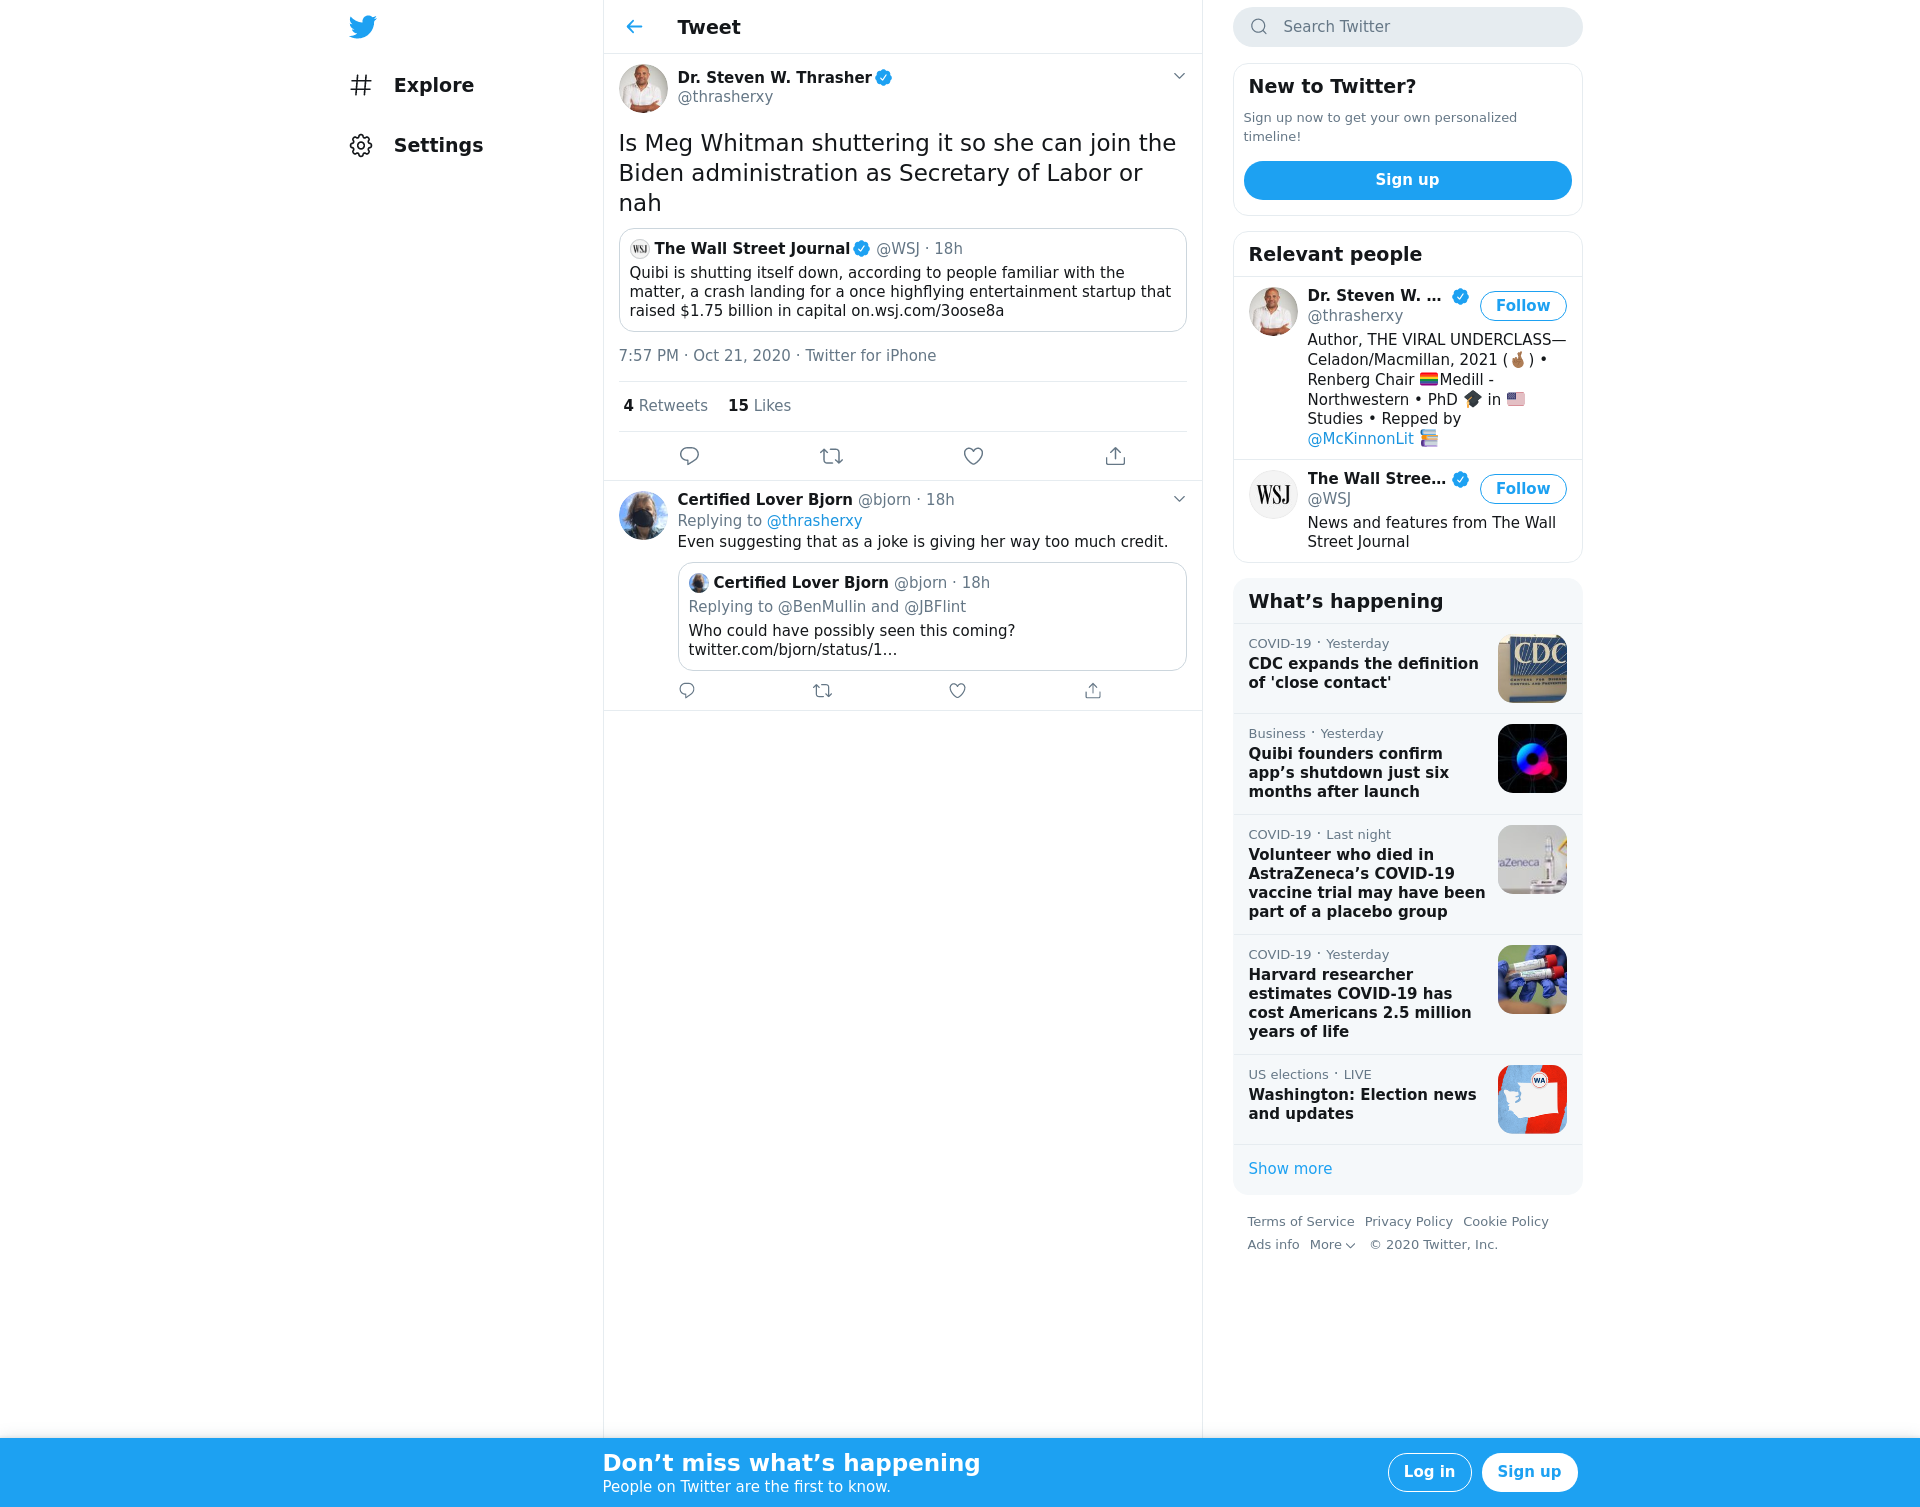 Explore
Settings
Tweet
Dr. Steven W. Thrasher
@thrasherxy
Is Meg Whitman shuttering it so she can join the
Biden administration as Secretary of Labor or
nah
WSJ The Wall Street Journal @WSJ · 18h
Quibi is shutting itself down, according to people familiar with the
matter, a crash landing for a once highflying entertainment startup that
raised $1.75 billion in capital on.wsj.com/3oose8a
7:57 PM · Oct 21, 2020 · Twitter for iPhone
4 Retweets 15 Likes
Certified Lover Bjorn @bjorn · 18h
Replying to @thrasherxy
Even suggesting that as a joke is giving her way too much credit.
Certified Lover Bjorn @bjorn · 18h
Replying to @BenMullin and @JBFlint
Who could have possibly seen this coming?
twitter.com/bjorn/status/1…
Search Twitter
New to Twitter?
Sign up now to get your own personalized
timeline!
Sign up
Relevant people
Dr. Steven W. …
Follow
@thrasherxy
Author, THE VIRAL UNDERCLASS—
Celadon/Macmillan, 2021 (🤞🏾) •
Renberg Chair 🏳️‍🌈Medill -
Northwestern • PhD 🎓 in 🇺🇸
Studies • Repped by
@McKinnonLit 📚
WSJ
The Wall Stree…
Follow
@WSJ
News and features from The Wall
Street Journal
What’s happening
COVID-19 · Yesterday
CDC expands the definition
of 'close contact'
CDC
Business · Yesterday
Quibi founders confirm
app’s shutdown just six
months after launch
COVID-19 · Last night
Volunteer who died in
AstraZeneca’s COVID-19
vaccine trial may have been
part of a placebo group
raZeneca
COVID-19 · Yesterday
Harvard researcher
estimates COVID-19 has
cost Americans 2.5 million
years of life
US elections · LIVE
Washington: Election news
and updates
WA
Show more
Terms of Service Privacy Policy Cookie Policy
Ads info More © 2020 Twitter, Inc.
Don’t miss what’s happening
People on Twitter are the first to know.
Log in
Sign up